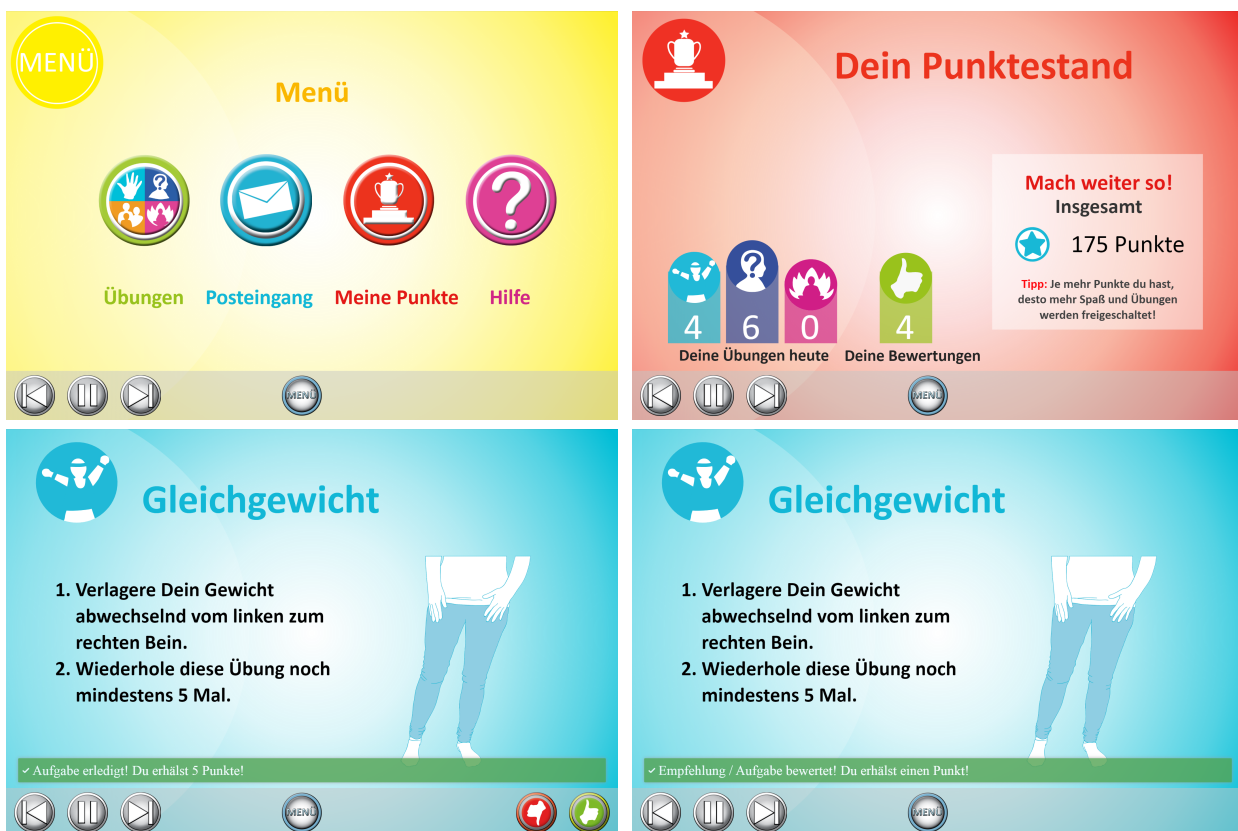 MENÜ
Menü
Übungen Posteingang Meine Punkte Hilfe
MENÜ
Dein Punktestand
Mach weiter so!
Insgesamt
175 Punkte
Tipp: Je mehr Punkte du hast,
desto mehr Spaß und Übungen
werden freigeschaltet!
4 6 0 4
Deine Übungen heute Deine Bewertungen
MENÜ
Gleichgewicht
1. Verlagere Dein Gewicht
abwechselnd vom linken zum
rechten Bein.
2. Wiederhole diese Übung noch
mindestens 5 Mal.
✓ Aufgabe erledigt! Du erhälst 5 Punkte!
MENÜ
Gleichgewicht
1. Verlagere Dein Gewicht
abwechselnd vom linken zum
rechten Bein.
2. Wiederhole diese Übung noch
mindestens 5 Mal.
✓ Empfehlung / Aufgabe bewertet! Du erhälst einen Punkt!
MENÜ